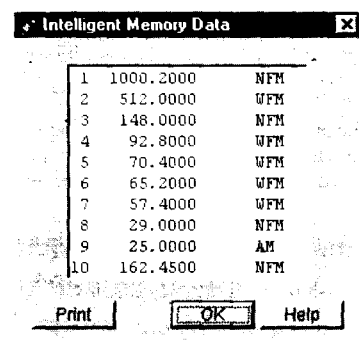 Intelligent Memory Data
1 1000.2000 NFM
2 512.0000 WFM
3 148.0000 NFM
4 92.8000 WFM
5 70.4000 WFM
6 65.2000 WFM
7 57.4000 WFM
8 29.0000 NFM
9 25.0000 AM
10 162.4500 NFM
Print OK Help